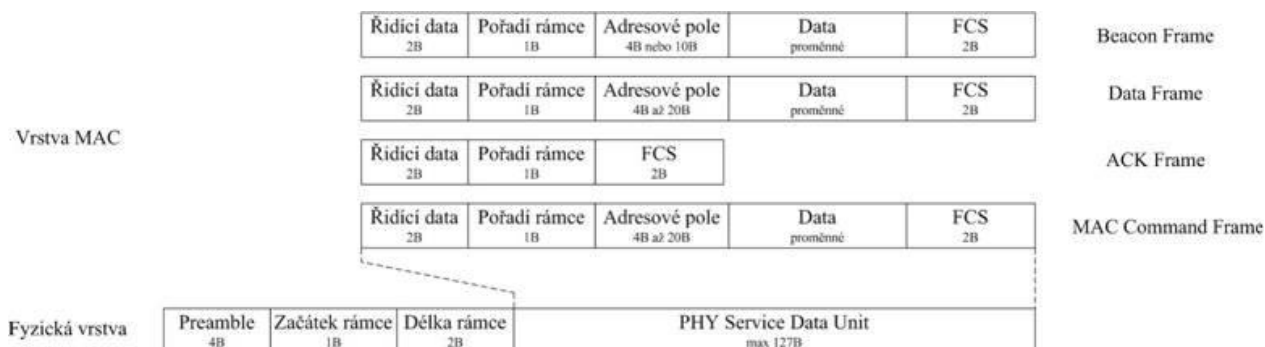 Řidící data Pořadí rámce Adresové pole Data FCS
2B 1B 4B nebo 10B proměnné 2B
Beacon Frame
Řidící data Pořadí rámce Adresové pole Data FCS
2B 1B 4B až 20B proměnné 2B
Data Frame
Vrstva MAC
Řidící data Pořadí rámce FCS
2B 1B 2B
ACK Frame
Řidící data Pořadí rámce Adresové pole Data FCS
2B 1B 4B až 20B proměnné 2B
MAC Command Frame
Fyzická vrstva
Preamble Začátek rámce Délka rámce PHY Service Data Unit
4B 1B 2B max 127B